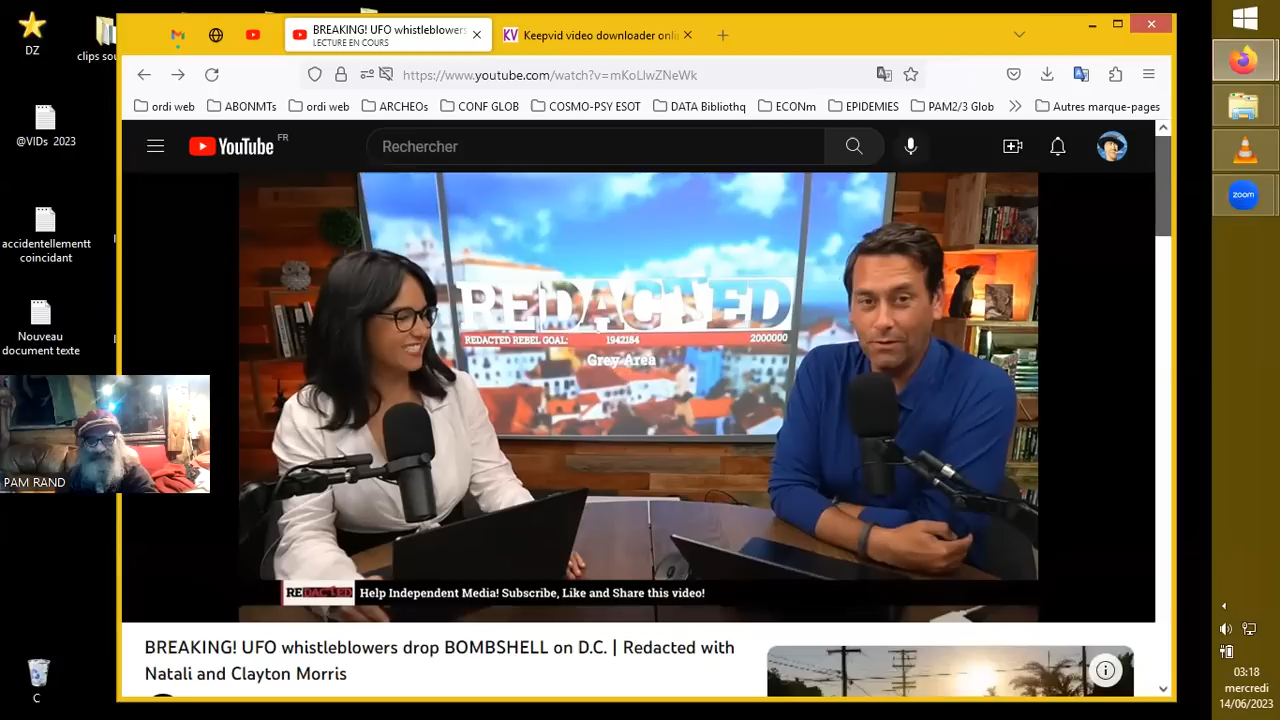 DZ
clips sou
@VIDs 2023
accidentellementt
coincidant
Nouveau
document texte
PAM RAND
C
BREAKING! UFO whistleblowers
LECTURE EN COURS
KV Keepvid video downloader onli
https://www.youtube.com/watch?v=mKoLlwZNeWk
ordi web
ABONMTs
ordi web
ARCHEOs
CONF GLOB
COSMO-PSY ESOT
DATA Bibliothq
ECONm
EPIDEMIES
PAM2/3 Glob
Autres marque-pages
YouTube FR
Rechercher
REDACTED
REDACTED REBEL GOAL: 1942184 2000000
Grey Area
REDACTED Help Independent Media! Subscribe, Like and Share this video!
BREAKING! UFO whistleblowers drop BOMBSHELL on D.C. | Redacted with
Natali and Clayton Morris
zoom
03:18
mercredi
14/06/2023